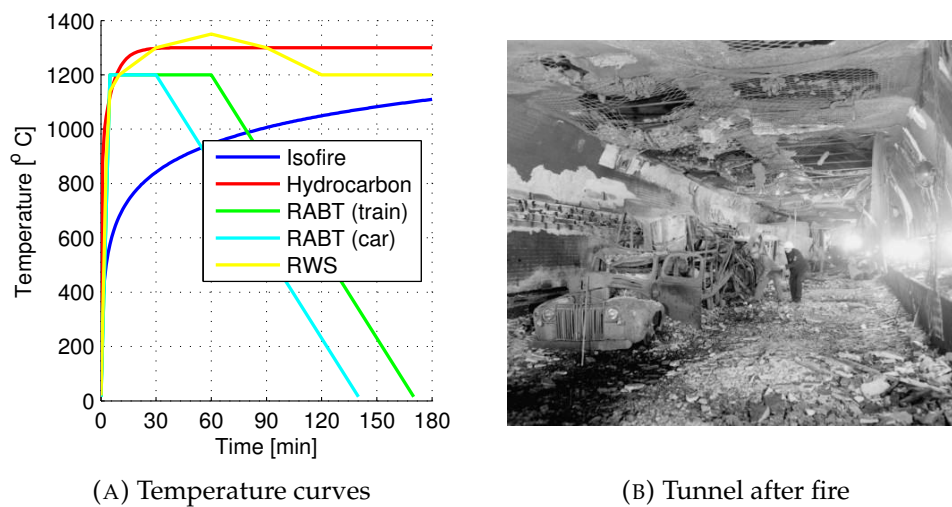 1400
1200
1000
800
600
400
200
0
Temperature [⁰ C]
Isofire
Hydrocarbon
RABT (train)
RABT (car)
RWS
0 30 60 90 120 150 180
Time [min]
(A) Temperature curves
(B) Tunnel after fire